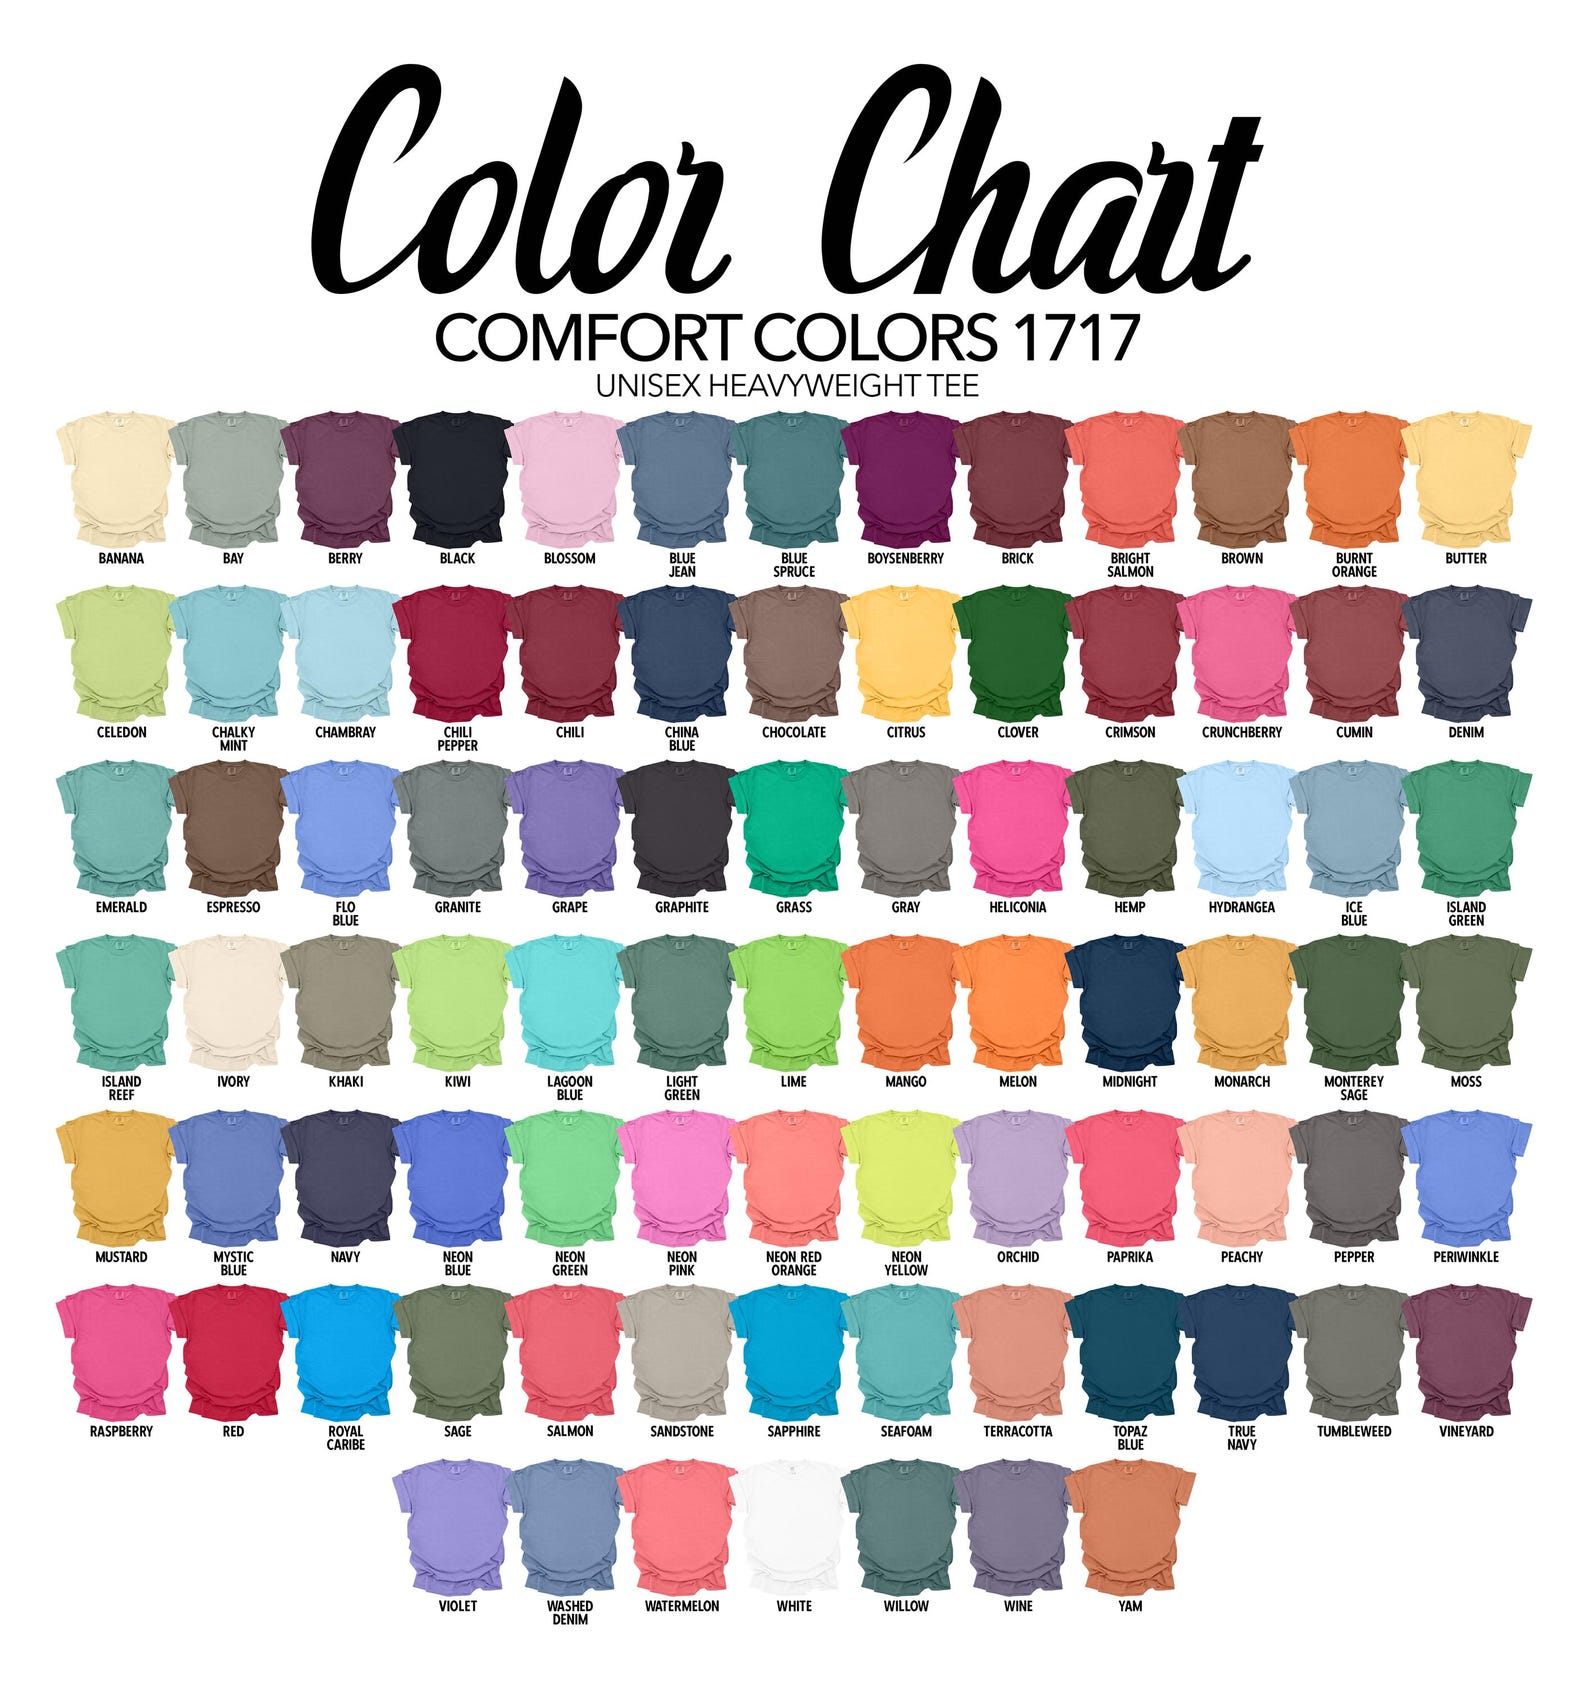 Color Chart
COMFORT COLORS 1717
UNISEX HEAVYWEIGHT TEE
BANANA
BAY
BERRY
BLACK
BLOSSOM
BLUE
JEAN
BLUE
SPRUCE
BOYSENBERRY
BRICK
BRIGHT
SALMON
BROWN
BURNT
ORANGE
BUTTER
CELEDON
CHALKY
MINT
CHAMBRAY
CHILI
PEPPER
CHILI
CHINA
BLUE
CHOCOLATE
CITRUS
CLOVER
CRIMSON
CRUNCHBERRY
CUMIN
DENIM
EMERALD
ESPRESSO
FLO
BLUE
GRANITE
GRAPE
GRAPHITE
GRASS
GRAY
HELICONIA
HEMP
HYDRANGEA
ICE
BLUE
ISLAND
GREEN
ISLAND
REEF
IVORY
KHAKI
KIWI
LAGOON
BLUE
LIGHT
GREEN
LIME
MANGO
MELON
MIDNIGHT
MONARCH
MONTEREY
SAGE
MOSS
MUSTARD
MYSTIC
BLUE
NAVY
NEON
BLUE
NEON
GREEN
NEON
PINK
NEON RED
ORANGE
NEON
YELLOW
ORCHID
PAPRIKA
PEACHY
PEPPER
PERIWINKLE
RASPBERRY
RED
ROYAL
CARIBE
SAGE
SALMON
SANDSTONE
SAPPHIRE
SEAFOAM
TERRACOTTA
TOPAZ
BLUE
TRUE
NAVY
TUMBLEWEED
VINEYARD
VIOLET
WASHED
DENIM
WATERMELON
WHITE
WILLOW
WINE
YAM